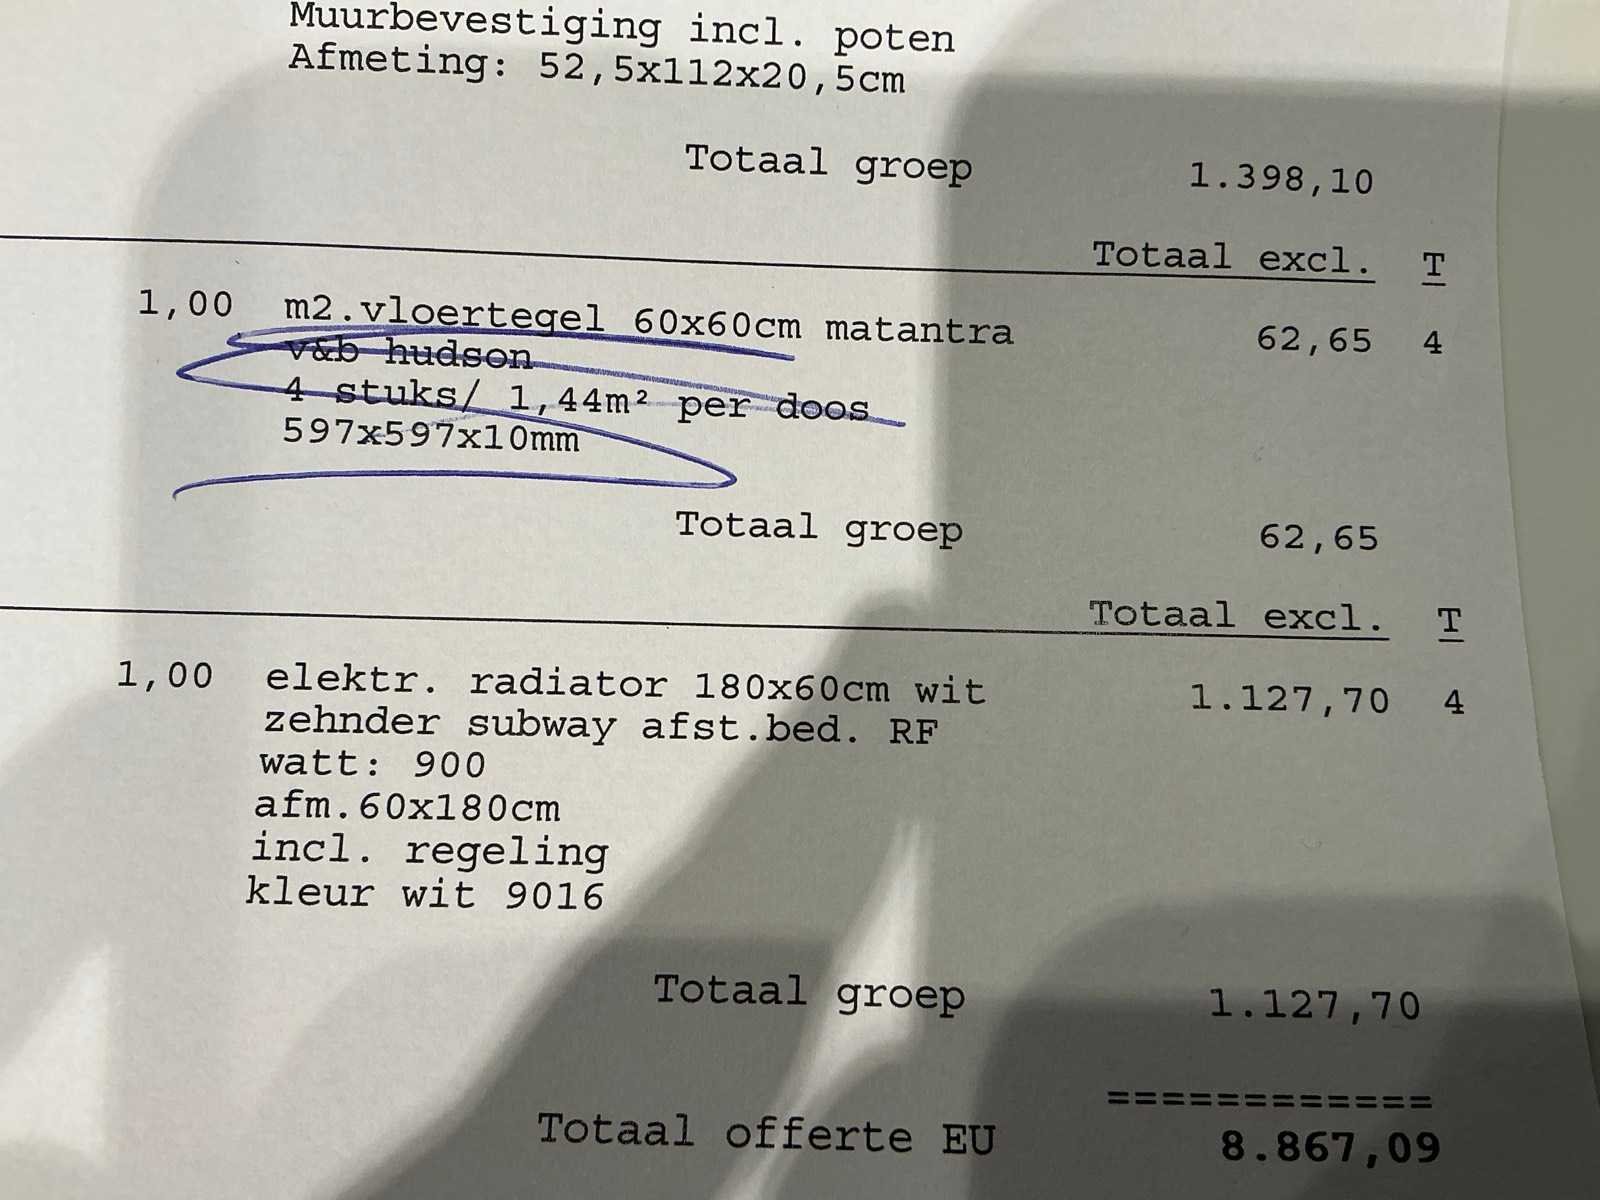 Muurbevestiging incl. poten
Afmeting: 52,5x112x20,5cm
Totaal groep 1.398,10
Totaal excl. T
1,00 m2.vloertegel 60x60cm matantra 62,65 4
v&b hudson
4 stuks/ 1,44m² per doos
597x597x10mm
Totaal groep 62,65
Totaal excl. T
1,00 elektr. radiator 180x60cm wit 1.127,70 4
zehnder subway afst.bed. RF
watt: 900
afm.60x180cm
incl. regeling
kleur wit 9016
Totaal groep 1.127,70
============
Totaal offerte EU 8.867,09